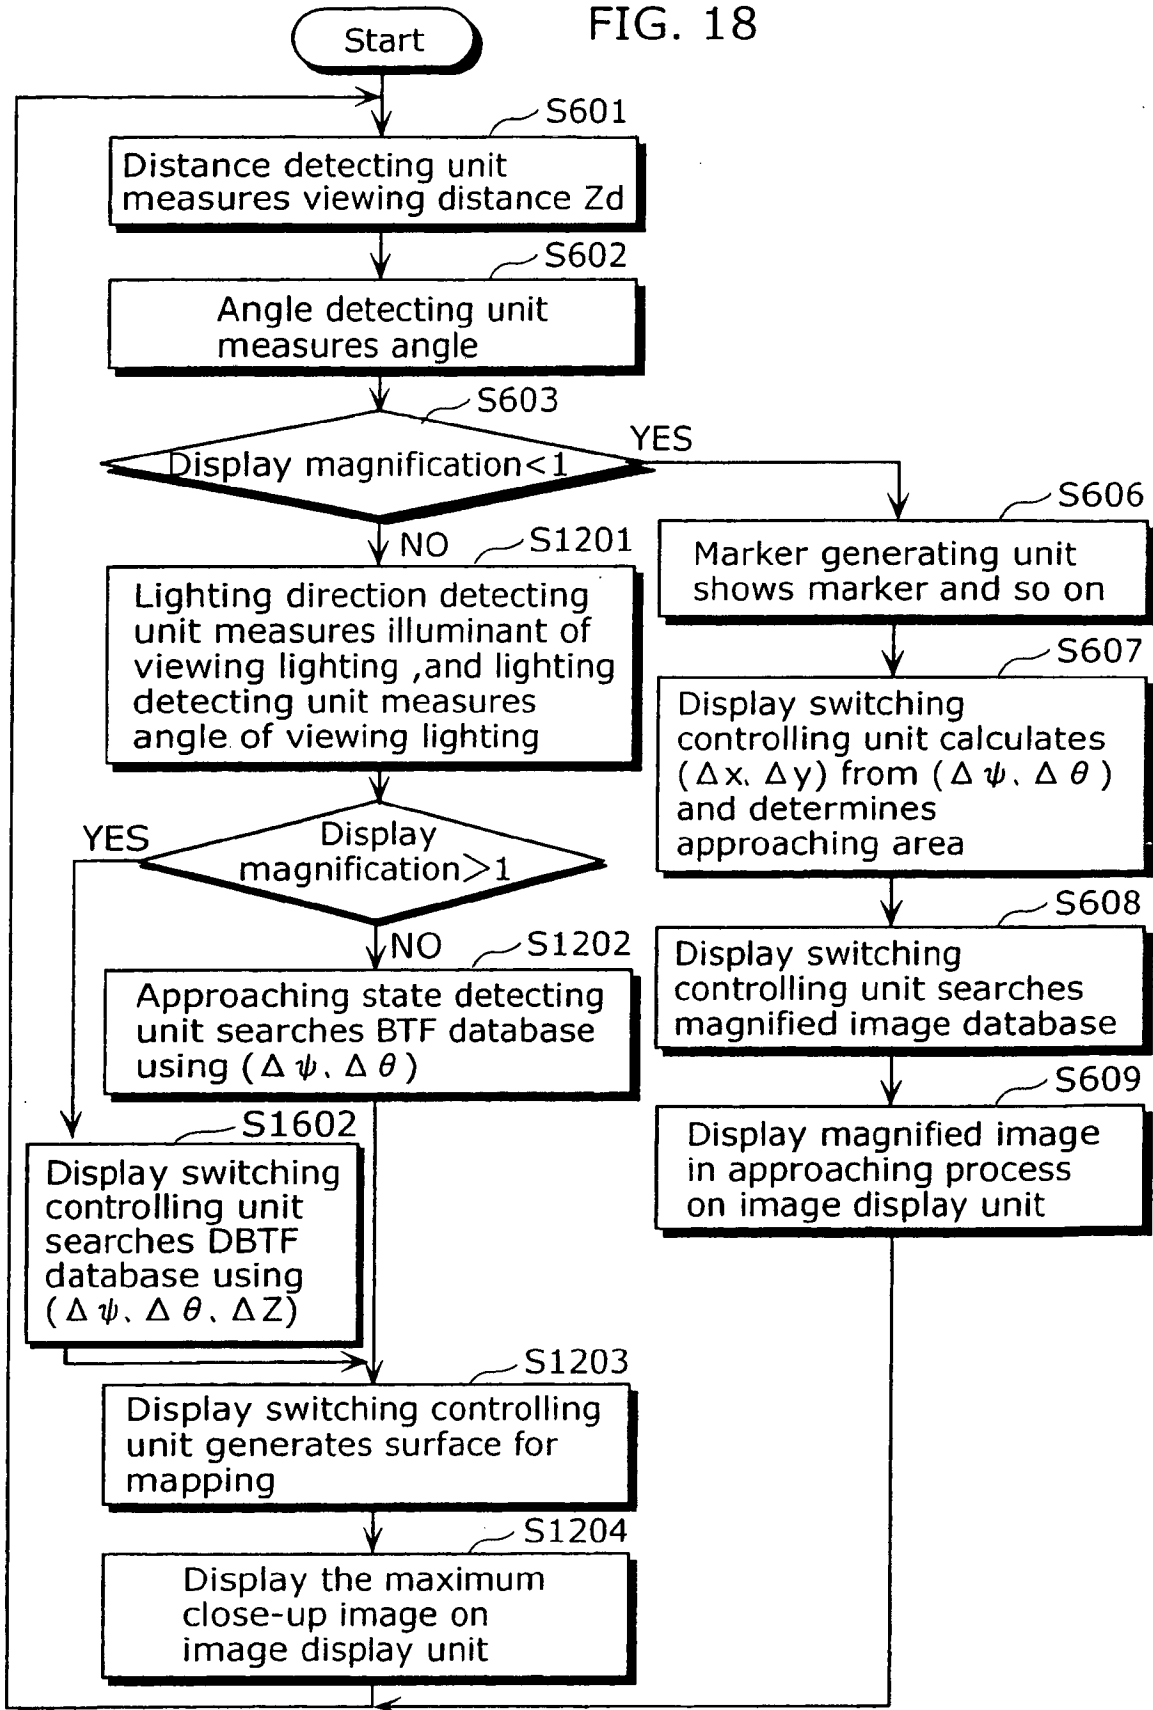 FIG. 18
Start
S601
Distance detecting unit
measures viewing distance Zd
S602
Angle detecting unit
measures angle
S603
Display magnification<1
YES
NO
S1201
Lighting direction detecting
unit measures illuminant of
viewing lighting ,and lighting
detecting unit measures
angle of viewing lighting
Display
magnification>1
YES
NO
S1202
Approaching state detecting
unit searches BTF database
using (Δψ、Δθ)
S1602
Display switching
controlling unit
searches DBTF
database using
(Δψ、Δθ、ΔZ)
S1203
Display switching controlling
unit generates surface for
mapping
S1204
Display the maximum
close-up image on
image display unit
S606
Marker generating unit
shows marker and so on
S607
Display switching
controlling unit calculates
(Δx、Δy) from (Δψ、Δθ)
and determines
approaching area
S608
Display switching
controlling unit searches
magnified image database
S609
Display magnified image
in approaching process
on image display unit